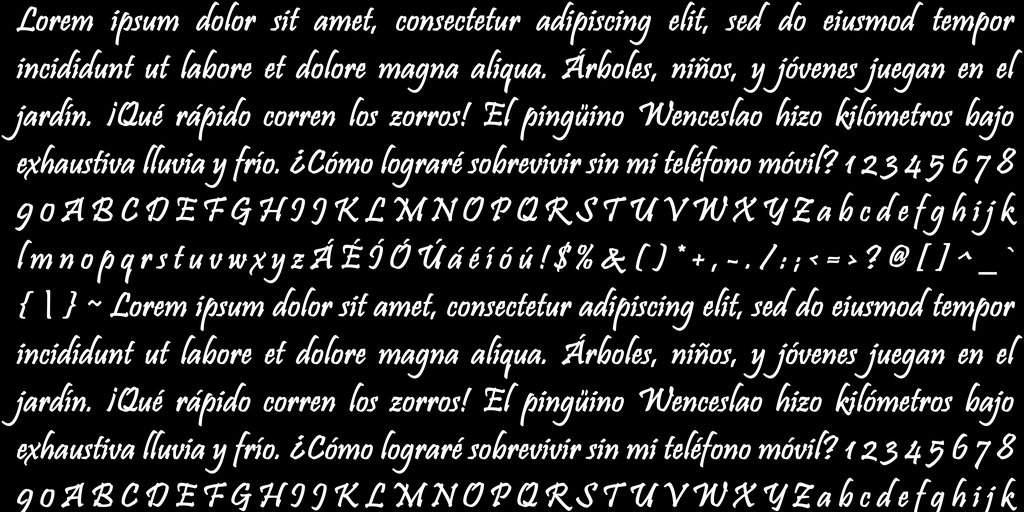 Lorem ipsum dolor sit amet, consectetur adipiscing elit, sed do eiusmod tempor
incididunt ut labore et dolore magna aliqua. Árboles, niños, y jóvenes juegan en el
jardín. ¡Qué rápido corren los zorros! El pingüino Wenceslao hizo kilómetros bajo
exhaustiva lluvia y frío. ¿Cómo lograré sobrevivir sin mi teléfono móvil? 1 2 3 4 5 6 7 8
9 0 A B C D E F G H I J K L M N O P Q R S T U V W X Y Z a b c d e f g h i j k
l m n o p q r s t u v w x y z Á É Í Ó Ú á é í ó ú ! $ % & ( ) * + , - . / : ; < = > ? @ [ ] ^ _ `
{ | } ~ Lorem ipsum dolor sit amet, consectetur adipiscing elit, sed do eiusmod tempor
incididunt ut labore et dolore magna aliqua. Árboles, niños, y jóvenes juegan en el
jardín. ¡Qué rápido corren los zorros! El pingüino Wenceslao hizo kilómetros bajo
exhaustiva lluvia y frío. ¿Cómo lograré sobrevivir sin mi teléfono móvil? 1 2 3 4 5 6 7 8
9 0 A B C D E F G H I J K L M N O P Q R S T U V W X Y Z a b c d e f g h i j k